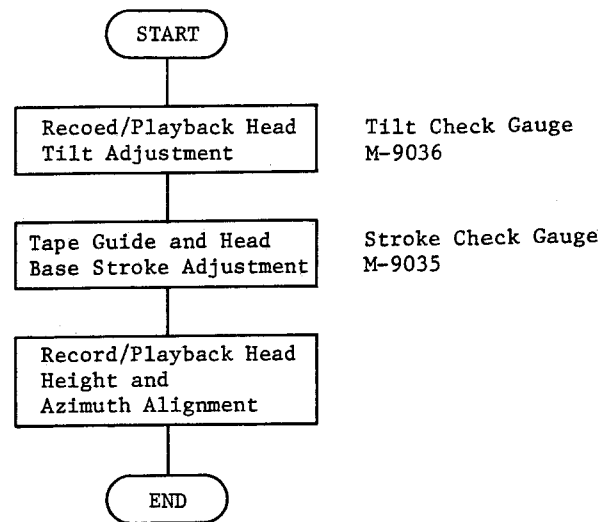 START
Recoed/Playback Head
Tilt Adjustment
Tilt Check Gauge
M-9036
Tape Guide and Head
Base Stroke Adjustment
Stroke Check Gauge
M-9035
Record/Playback Head
Height and
Azimuth Alignment
END